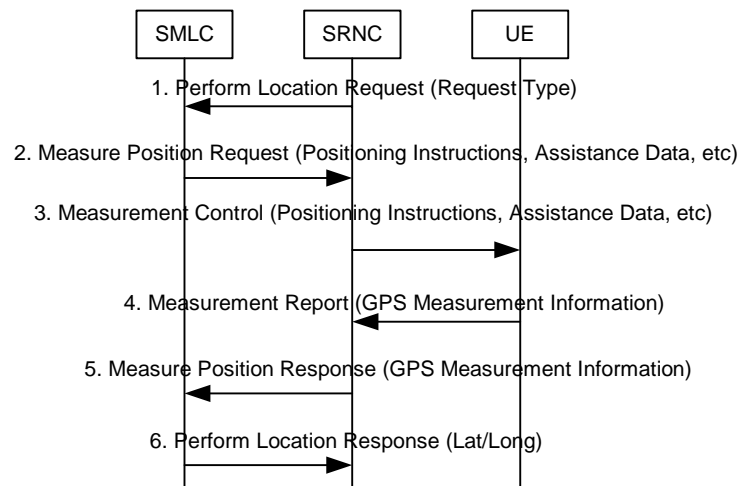 SMLC
SRNC
UE
1. Perform Location Request (Request Type)
2. Measure Position Request (Positioning Instructions, Assistance Data, etc)
3. Measurement Control (Positioning Instructions, Assistance Data, etc)
4. Measurement Report (GPS Measurement Information)
5. Measure Position Response (GPS Measurement Information)
6. Perform Location Response (Lat/Long)